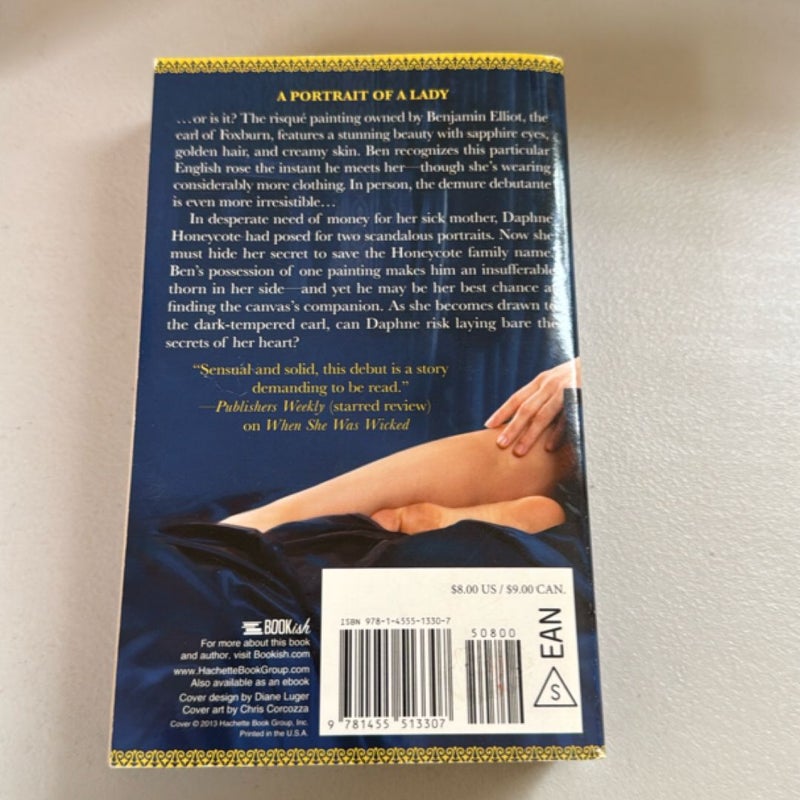 A PORTRAIT OF A LADY
...or is it? The risqué painting owned by Benjamin Elliot, the
earl of Foxburn, features a stunning beauty with sapphire eyes,
golden hair, and creamy skin. Ben recognizes this particular
English rose the instant he meets her—though she's wearing
considerably more clothing. In person, the demure debutante
is even more irresistible...
In desperate need of money for her sick mother, Daphne
Honeycote had posed for two scandalous portraits. Now she
must hide her secret to save the Honeycote family name.
Ben's possession of one painting makes him an insufferable
thorn in her side—and yet he may be her best chance a
finding the canvas's companion. As she becomes drawn to
the dark-tempered earl, can Daphne risk laying bare the
secrets of her heart?
"Sensual and solid, this debut is a story
demanding to be read."
—Publishers Weekly (starred review)
on When She Was Wicked
$8.00 US / $9.00 CAN.
ISBN 978-1-4555-1330-7
50800
EAN
S
9 781455 513307
BOOKish
For more about this book
and author, visit Bookish.com
www.HachetteBookGroup.com
Also available as an ebook
Cover design by Diane Luger
Cover art by Chris Corcozza
Cover © 2013 Hachette Book Group, Inc.
Printed in the U.S.A.